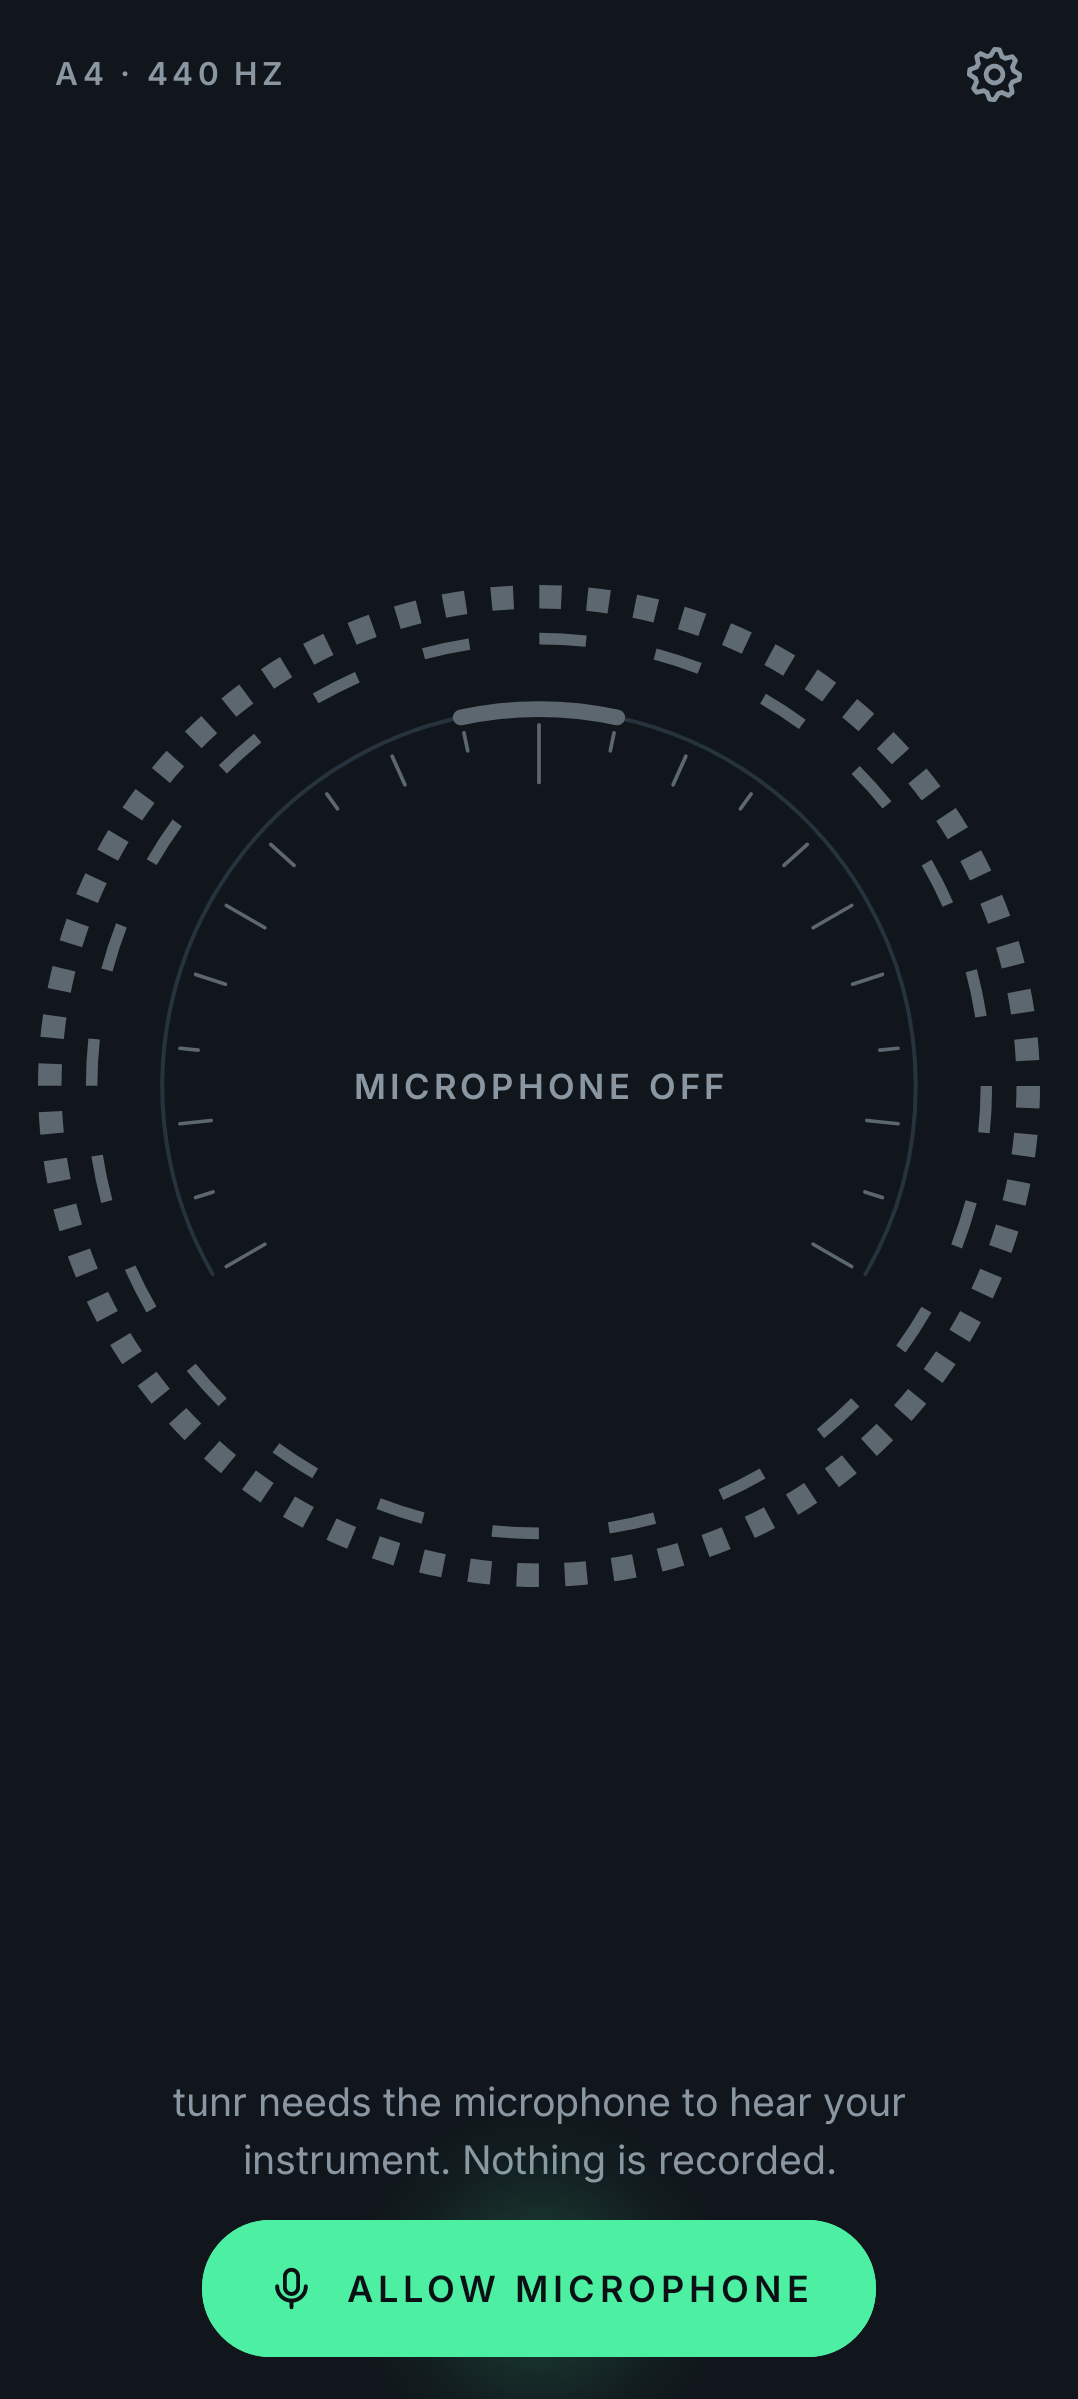 A4 · 440 HZ
MICROPHONE OFF
tunr needs the microphone to hear your
instrument. Nothing is recorded.
ALLOW MICROPHONE